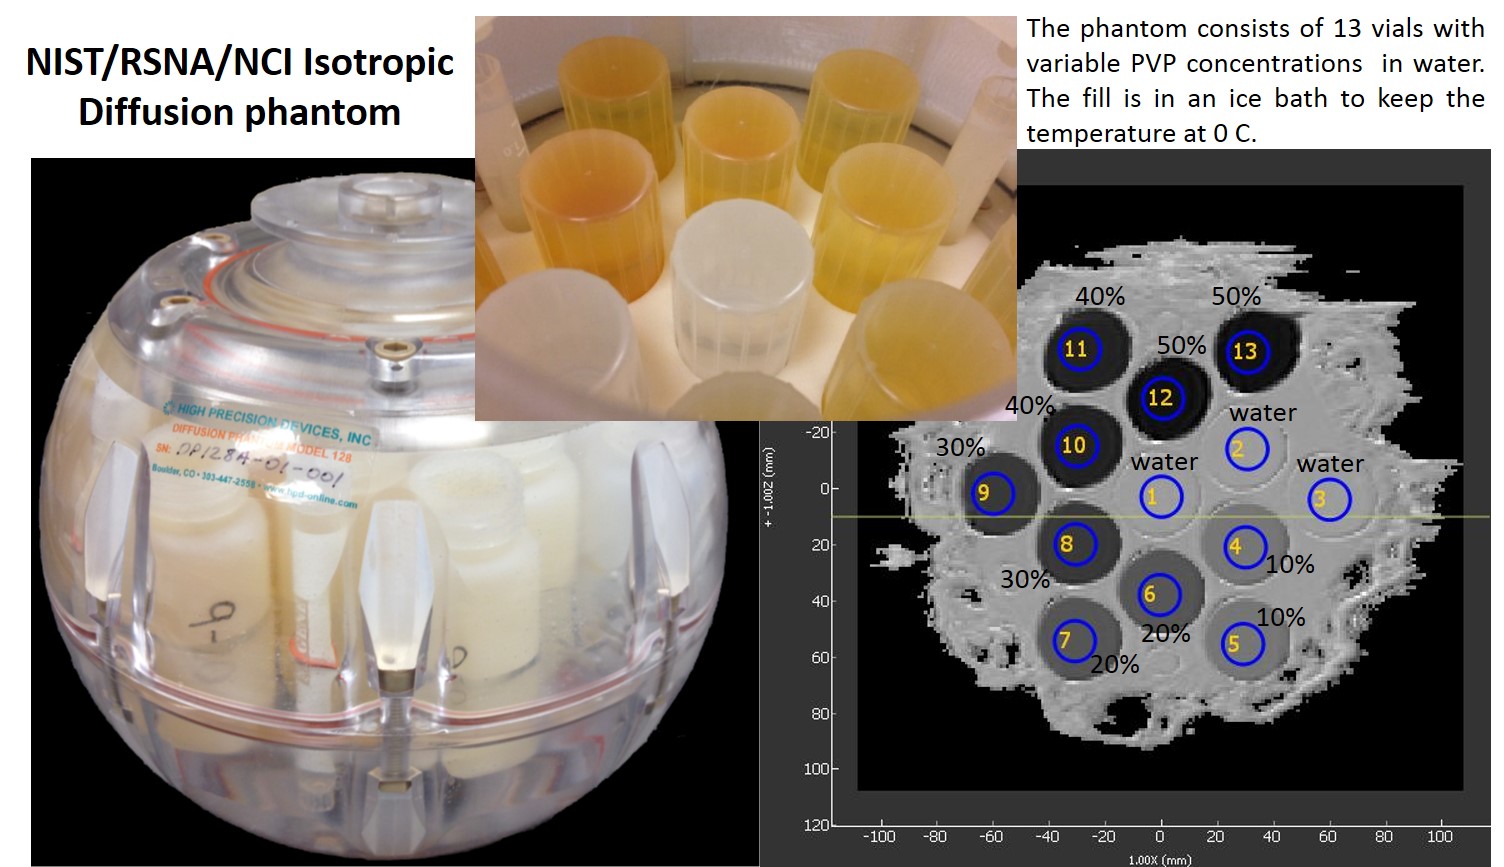 NIST/RSNA/NCI Isotropic
Diffusion phantom
The phantom consists of 13 vials with
variable PVP concentrations in water.
The fill is in an ice bath to keep the
temperature at 0 C.
HIGH PRECISION DEVICES, INC
DIFFUSION PHANTOM MODEL 128
SN: DP128A-01-001
Boulder, CO • 303-447-2558 • www.hpd-online.com
40%
50%
11
13
50%
12
40%
water
10
2
30%
water
water
9
1
3
8
4
10%
30%
6
10%
20%
7
5
20%
-20
0
20
40
60
80
100
120
+ -1.00Z (mm)
-100
-80
-60
-40
-20
0
20
40
60
80
100
1.00X (mm)